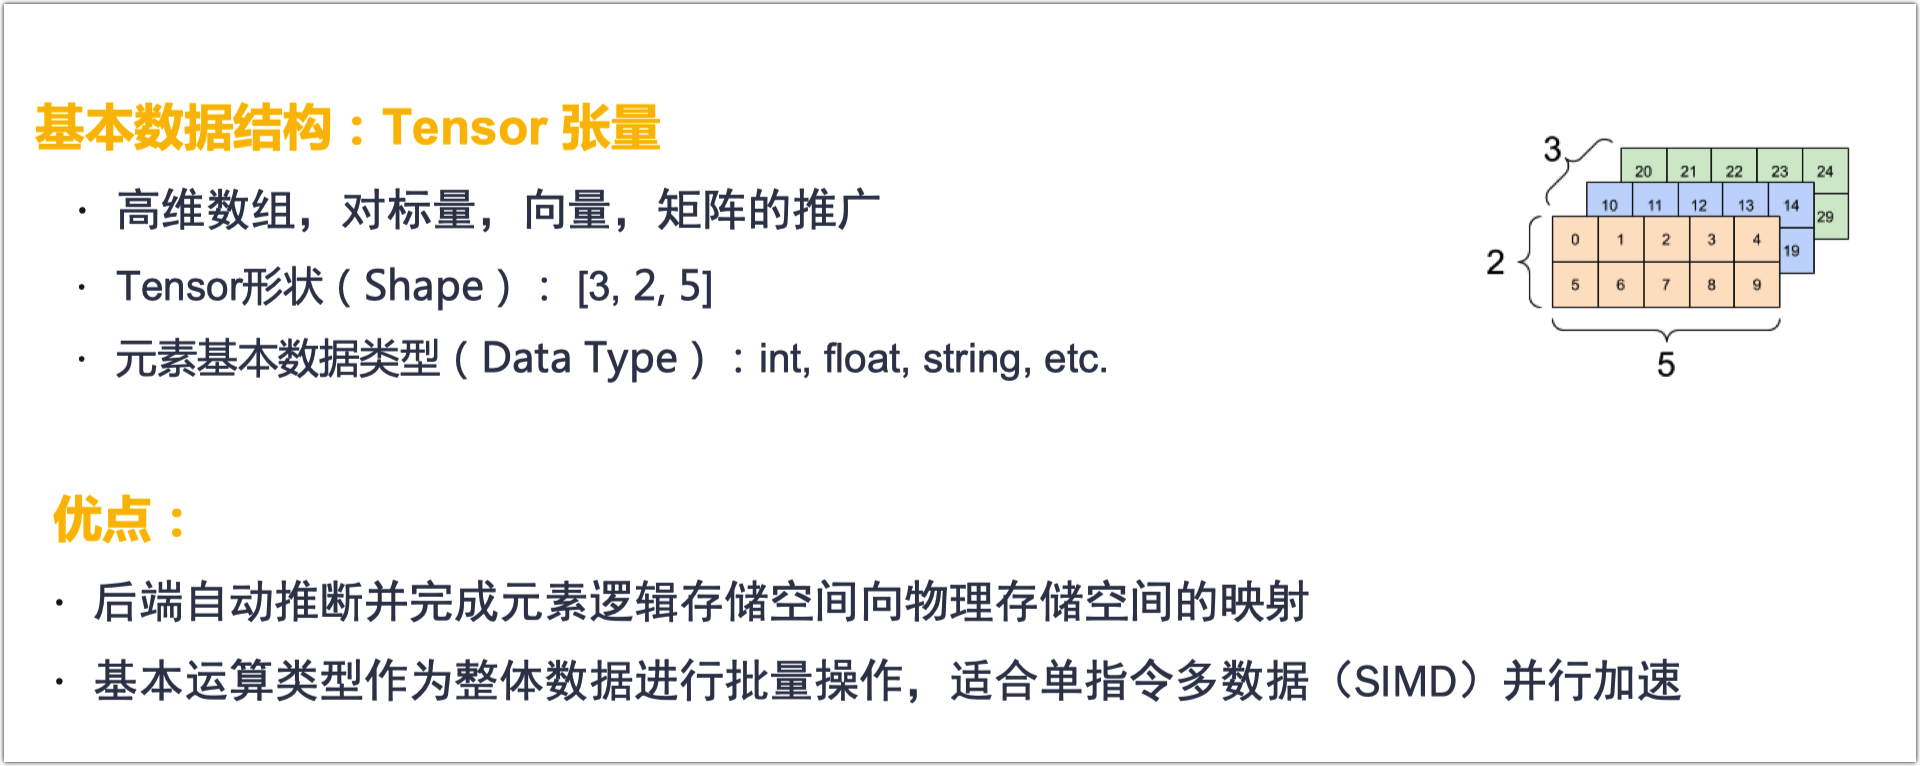 基本数据结构：Tensor 张量
· 高维数组，对标量，向量，矩阵的推广
· Tensor形状（Shape）： [3, 2, 5]
· 元素基本数据类型（Data Type）：int, float, string, etc.
3
20 21 22 23 24
10 11 12 13 14
29
0 1 2 3 4
19
2
5 6 7 8 9
5
优点：
· 后端自动推断并完成元素逻辑存储空间向物理存储空间的映射
· 基本运算类型作为整体数据进行批量操作，适合单指令多数据（SIMD）并行加速